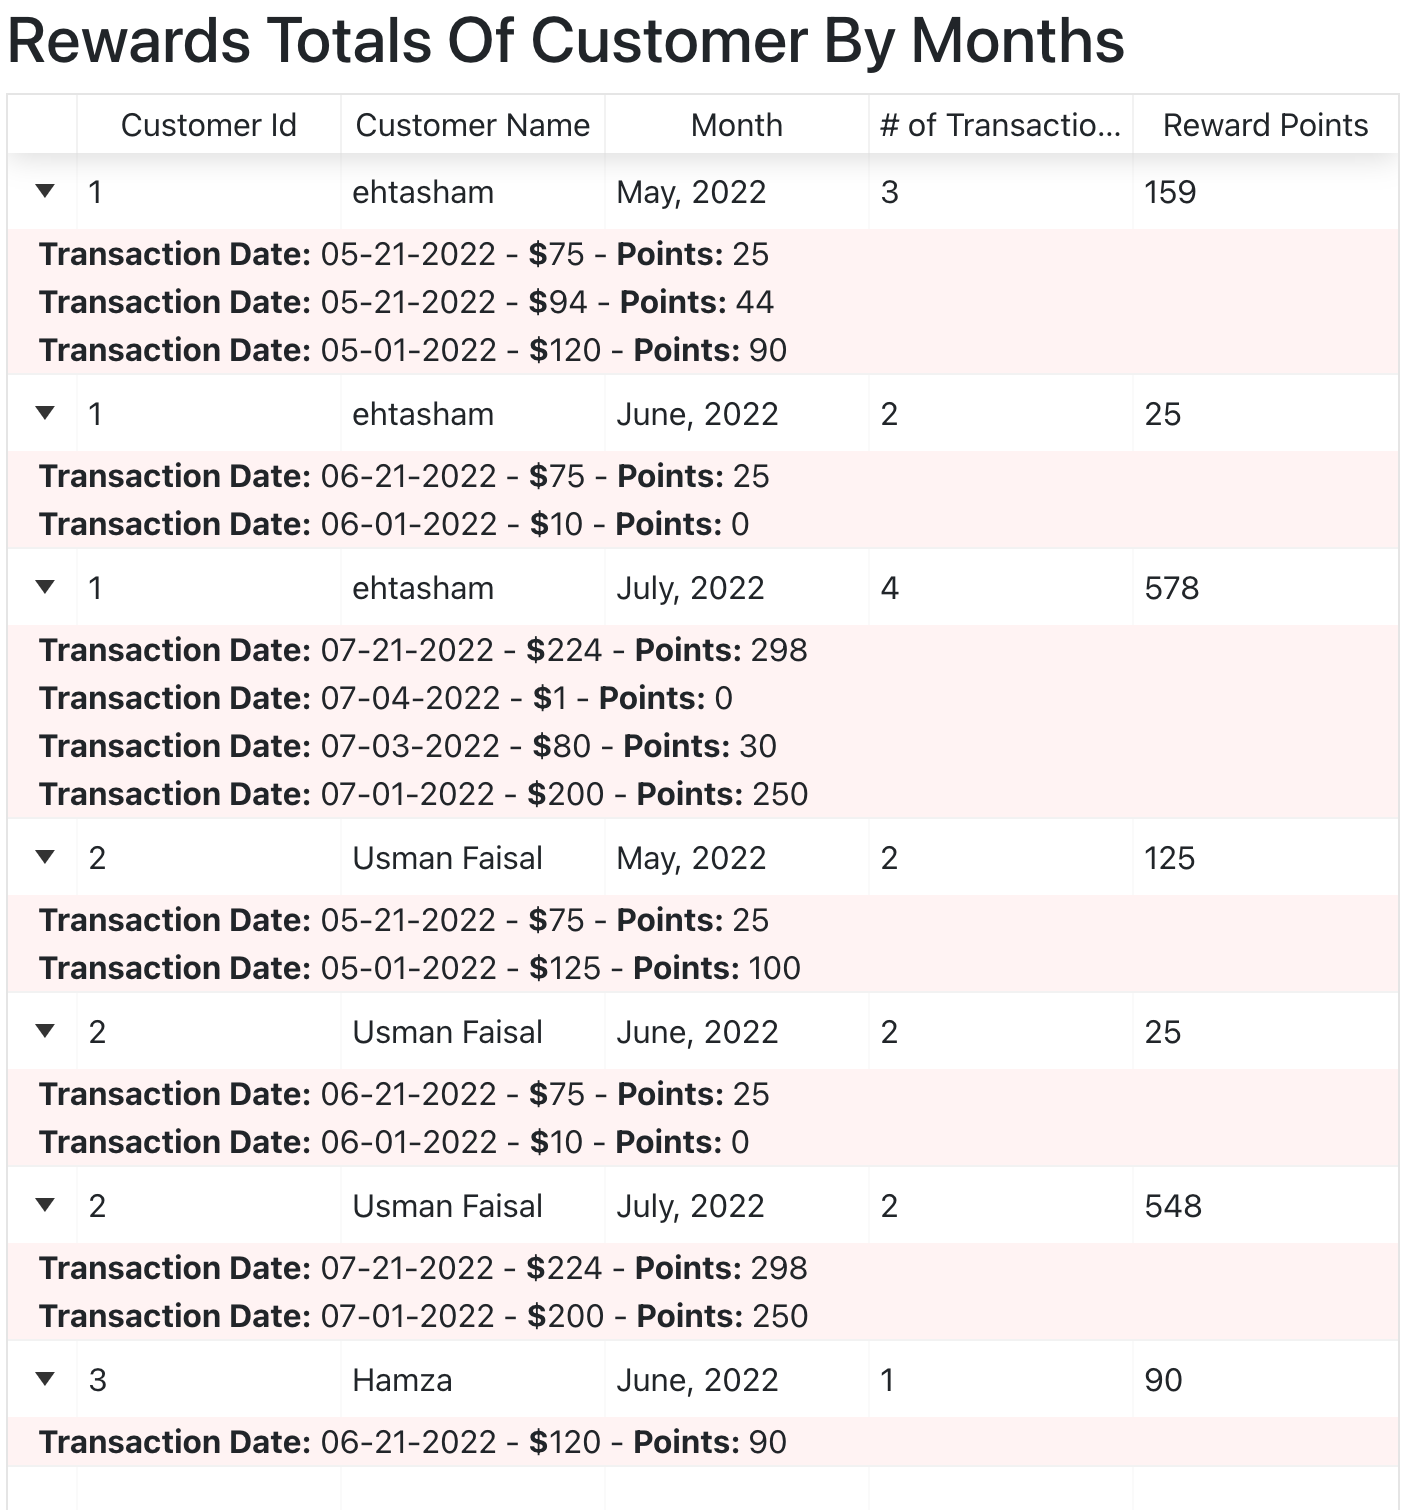 Rewards Totals Of Customer By Months
Customer Id Customer Name Month # of Transactio... Reward Points
1 ehtasham May, 2022 3 159
Transaction Date: 05-21-2022 - $75 - Points: 25
Transaction Date: 05-21-2022 - $94 - Points: 44
Transaction Date: 05-01-2022 - $120 - Points: 90
1 ehtasham June, 2022 2 25
Transaction Date: 06-21-2022 - $75 - Points: 25
Transaction Date: 06-01-2022 - $10 - Points: 0
1 ehtasham July, 2022 4 578
Transaction Date: 07-21-2022 - $224 - Points: 298
Transaction Date: 07-04-2022 - $1 - Points: 0
Transaction Date: 07-03-2022 - $80 - Points: 30
Transaction Date: 07-01-2022 - $200 - Points: 250
2 Usman Faisal May, 2022 2 125
Transaction Date: 05-21-2022 - $75 - Points: 25
Transaction Date: 05-01-2022 - $125 - Points: 100
2 Usman Faisal June, 2022 2 25
Transaction Date: 06-21-2022 - $75 - Points: 25
Transaction Date: 06-01-2022 - $10 - Points: 0
2 Usman Faisal July, 2022 2 548
Transaction Date: 07-21-2022 - $224 - Points: 298
Transaction Date: 07-01-2022 - $200 - Points: 250
3 Hamza June, 2022 1 90
Transaction Date: 06-21-2022 - $120 - Points: 90